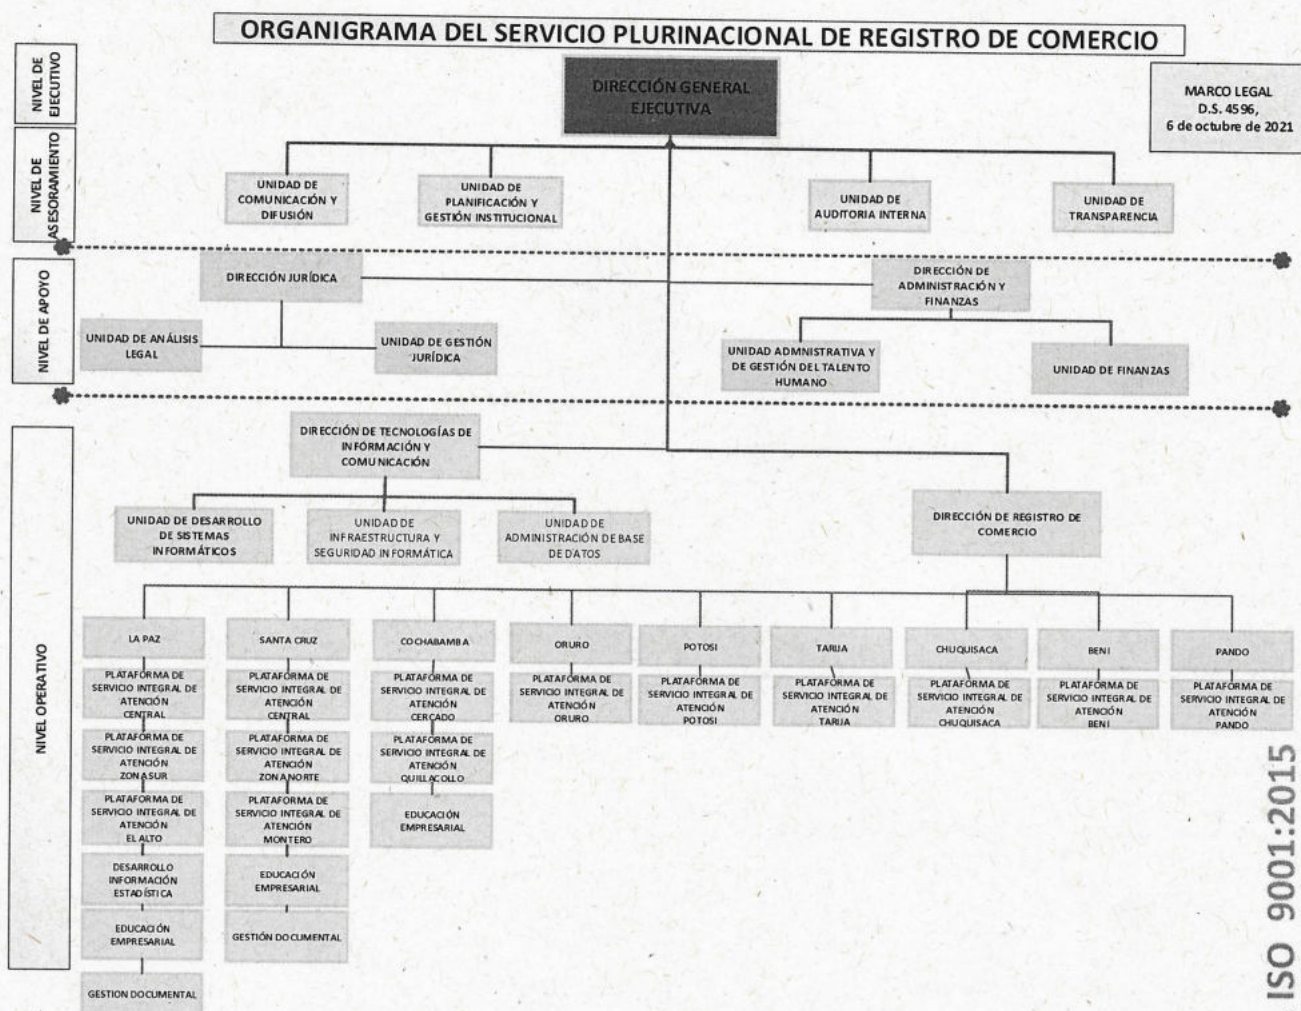 ORGANIGRAMA DEL SERVICIO PLURINACIONAL DE REGISTRO DE COMERCIO
NIVEL DE
EJECUTIVO
DIRECCIÓN GENERAL
EJECUTIVA
MARCO LEGAL
D.S. 4596,
6 de octubre de 2021
NIVEL DE
ASESORAMIENTO
UNIDAD DE
COMUNICACIÓN Y
DIFUSIÓN
UNIDAD DE
PLANIFICACIÓN Y
GESTIÓN INSTITUCIONAL
UNIDAD DE
AUDITORIA INTERNA
UNIDAD DE
TRANSPARENCIA
NIVEL DE APOYO
DIRECCIÓN JURÍDICA
DIRECCIÓN DE
ADMINISTRACIÓN Y
FINANZAS
UNIDAD DE ANÁLISIS
LEGAL
UNIDAD DE GESTIÓN
JURÍDICA
UNIDAD ADMNISTRATIVA Y
DE GESTIÓN DEL TALENTO
HUMANO
UNIDAD DE FINANZAS
NIVEL OPERATIVO
DIRECCIÓN DE TECNOLOGÍAS DE
INFORMACIÓN Y
COMUNICACIÓN
UNIDAD DE DESARROLLO
DE SISTEMAS
INFORMÁTICOS
UNIDAD DE
INFRAESTRUCTURA Y
SEGURIDAD INFORMÁTICA
UNIDAD DE
ADMINISTRACIÓN DE BASE
DE DATOS
DIRECCIÓN DE REGISTRO DE
COMERCIO
LA PAZ
PLATAFORMA DE
SERVICIO INTEGRAL DE
ATENCIÓN
CENTRAL
PLATAFORMA DE
SERVICIO INTEGRAL DE
ATENCIÓN
ZONA SUR
PLATAFORMA DE
SERVICIO INTEGRAL DE
ATENCIÓN
EL ALTO
DESARROLLO
INFORMACIÓN
ESTADÍSTICA
EDUCACIÓN
EMPRESARIAL
GESTION DOCUMENTAL
SANTA CRUZ
PLATAFORMA DE
SERVICIO INTEGRAL DE
ATENCIÓN
CENTRAL
PLATAFORMA DE
SERVICIO INTEGRAL DE
ATENCIÓN
ZONA NORTE
PLATAFORMA DE
SERVICIO INTEGRAL DE
ATENCIÓN
MONTERO
EDUCACIÓN
EMPRESARIAL
GESTIÓN DOCUMENTAL
COCHABAMBA
PLATAFORMA DE
SERVICIO INTEGRAL DE
ATENCIÓN
CERCADO
PLATAFORMA DE
SERVICIO INTEGRAL DE
ATENCIÓN
QUILLACOLLO
EDUCACIÓN
EMPRESARIAL
ORURO
PLATAFORMA DE
SERVICIO INTEGRAL DE
ATENCIÓN
ORURO
POTOSI
PLATAFORMA DE
SERVICIO INTEGRAL DE
ATENCIÓN
POTOSI
TARIJA
PLATAFORMA DE
SERVICIO INTEGRAL DE
ATENCIÓN
TARIJA
CHUQUISACA
PLATAFORMA DE
SERVICIO INTEGRAL DE
ATENCIÓN
CHUQUISACA
BENI
PLATAFORMA DE
SERVICIO INTEGRAL DE
ATENCIÓN
BENI
PANDO
PLATAFORMA DE
SERVICIO INTEGRAL DE
ATENCIÓN
PANDO
ISO 9001:2015